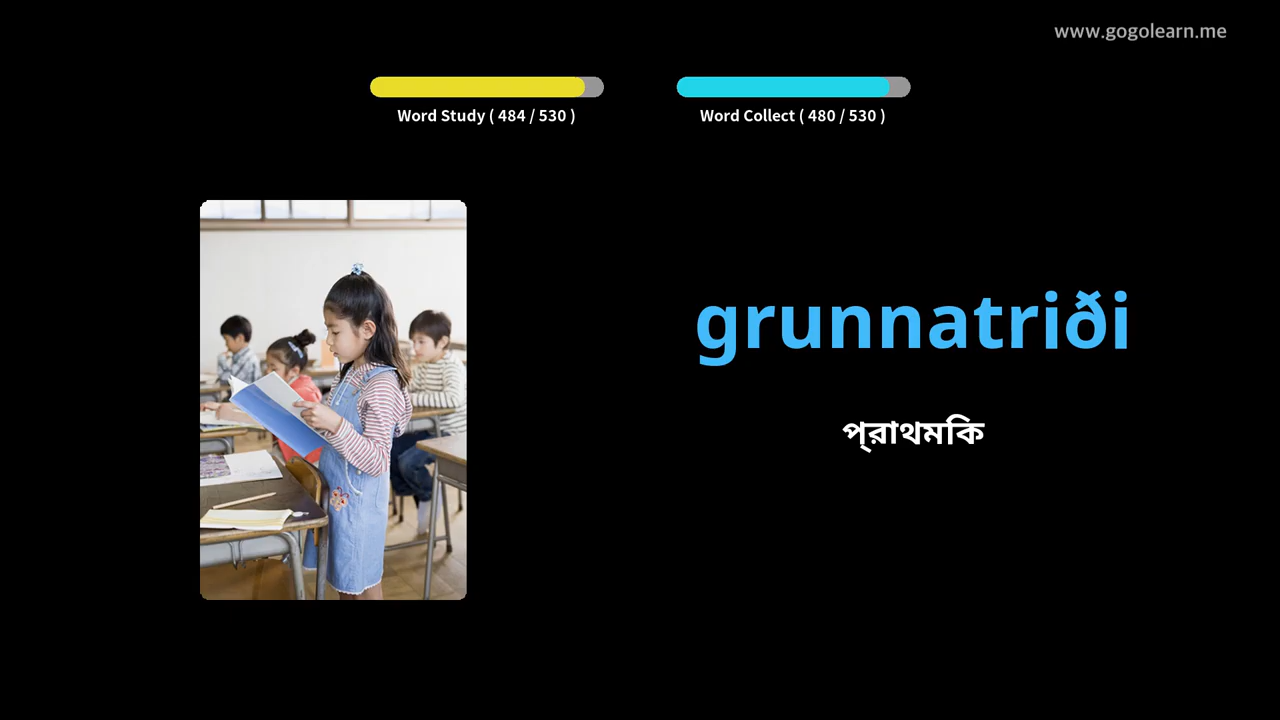 www.gogolearn.me
Word Study ( 484 / 530 )
Word Collect ( 480 / 530 )
grunnatriði
প্রাথমকি